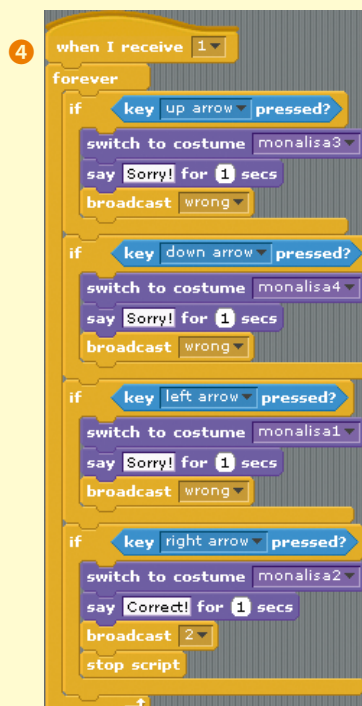 4
when I receive 1
forever
if key up arrow pressed?
switch to costume monalisa3
say Sorry! for 1 secs
broadcast wrong
if key down arrow pressed?
switch to costume monalisa4
say Sorry! for 1 secs
broadcast wrong
if key left arrow pressed?
switch to costume monalisa1
say Sorry! for 1 secs
broadcast wrong
if key right arrow pressed?
switch to costume monalisa2
say Correct! for 1 secs
broadcast 2
stop script